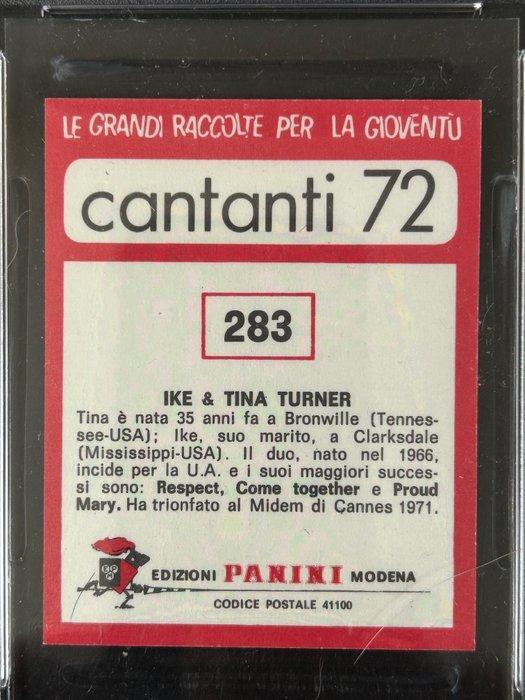 LE GRANDI RACCOLTE PER LA GIOVENTÙ
cantanti 72
283
IKE & TINA TURNER
Tina è nata 35 anni fa a Bronwille (Tennes-
see-USA); Ike, suo marito, a Clarksdale
(Mississippi-USA). Il duo, nato nel 1966,
incide per la U.A. e i suoi maggiori succes-
si sono: Respect, Come together e Proud
Mary. Ha trionfato al Midem di Cannes 1971.
EDIZIONI PANINI MODENA
CODICE POSTALE 41100